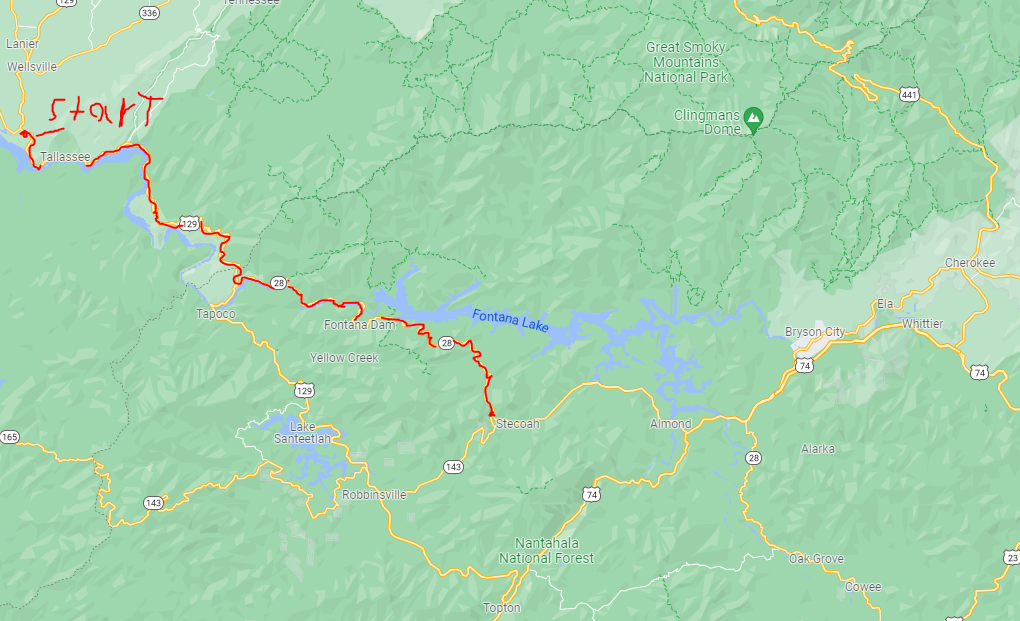 Tennessee
129
336
Lanier
Wellsville
Great Smoky
Mountains
National Park
441
START
Clingmans
Dome
Tallassee
129
Cherokee
28
Ela
Tapoco
Fontana Dam
Fontana Lake
Whittier
Bryson City
28
Yellow Creek
74
74
129
Lake
Santeetlah
Stecoah
Almond
165
Alarka
28
143
143
Robbinsville
74
Nantahala
National Forest
Oak Grove
23
Cowee
Topton